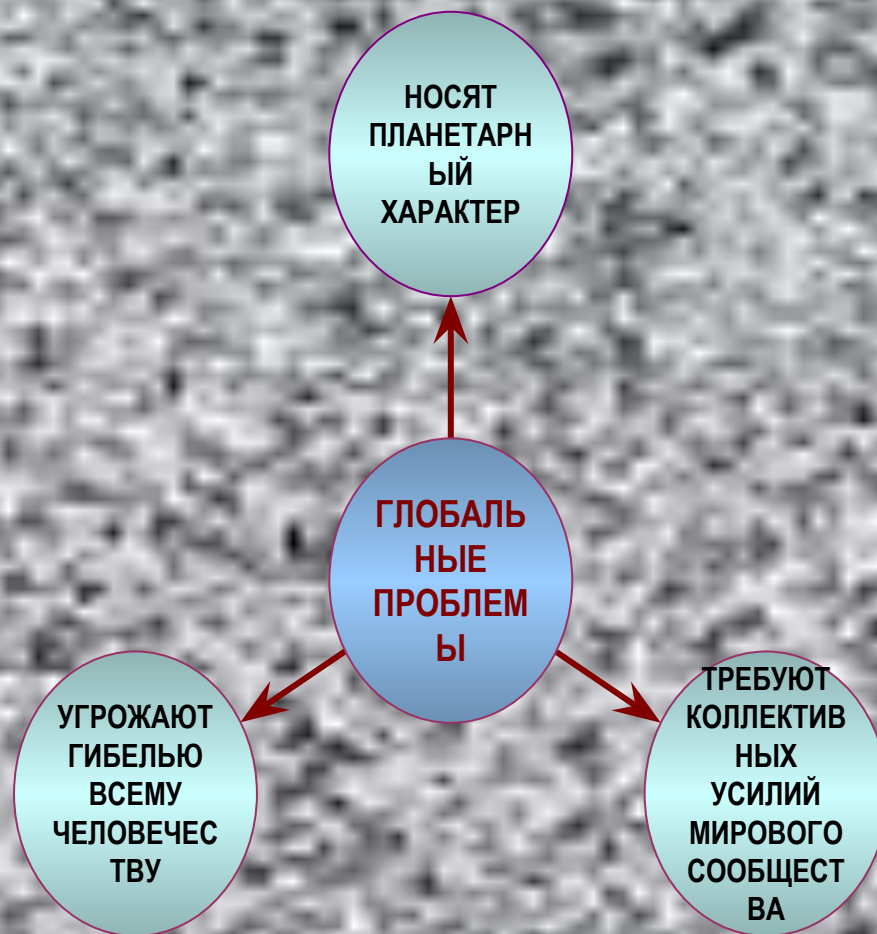 НОСЯТ
ПЛАНЕТАРН
ЫЙ
ХАРАКТЕР
ГЛОБАЛЬ
НЫЕ
ПРОБЛЕМ
Ы
УГРОЖАЮТ
ГИБЕЛЬЮ
ВСЕМУ
ЧЕЛОВЕЧЕС
ТВУ
ТРЕБУЮТ
КОЛЛЕКТИВ
НЫХ
УСИЛИЙ
МИРОВОГО
СООБЩЕСТ
ВА